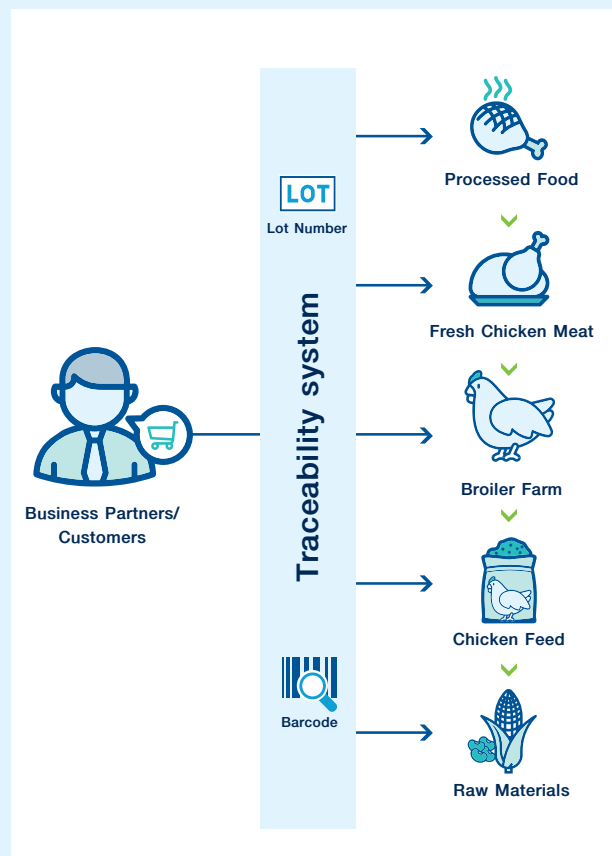 Processed Food
LOT
Lot Number
Fresh Chicken Meat
Traceability system
Business Partners/
Customers
Broiler Farm
Chicken Feed
Barcode
Raw Materials